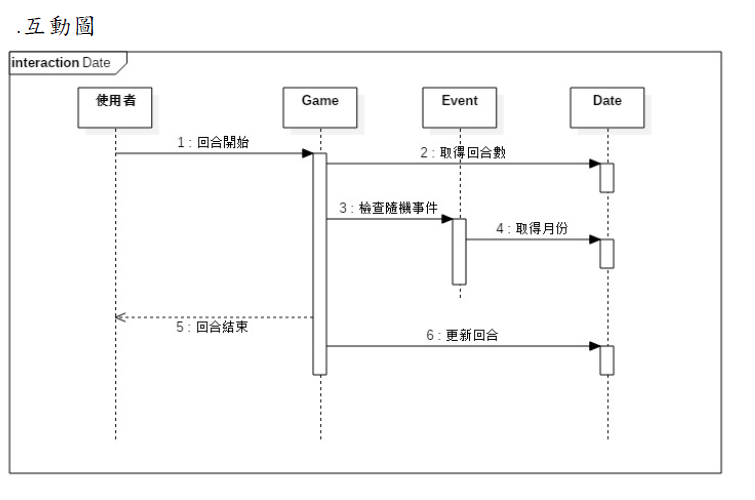 .互動圖
interaction Date
使用者
Game
Event
Date
1 : 回合開始
2 : 取得回合數
3 : 檢查隨機事件
4 : 取得月份
5 : 回合結束
6 : 更新回合